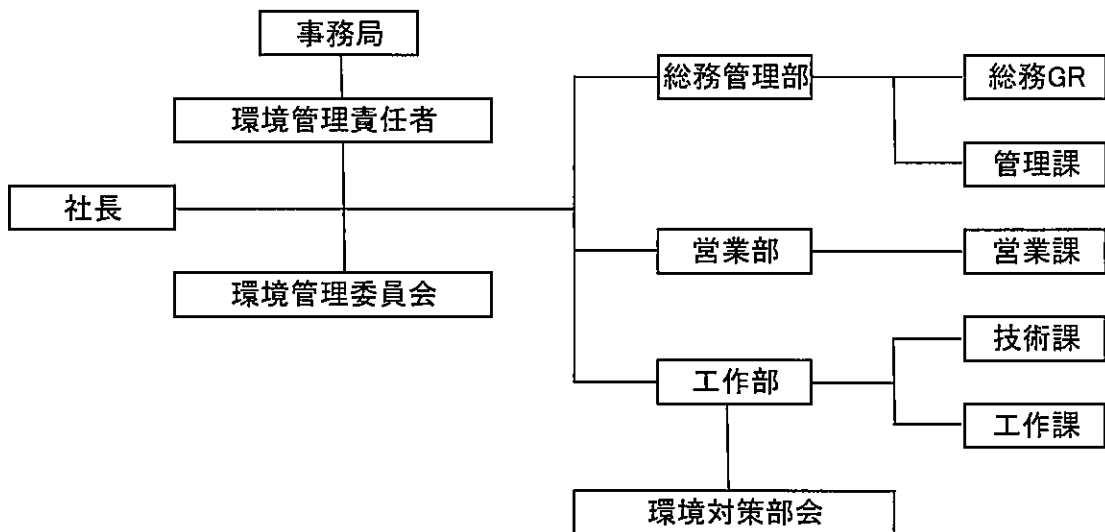 事務局
環境管理責任者
社長
環境管理委員会
総務管理部
総務GR
管理課
営業部
営業課
工作部
技術課
工作課
環境対策部会